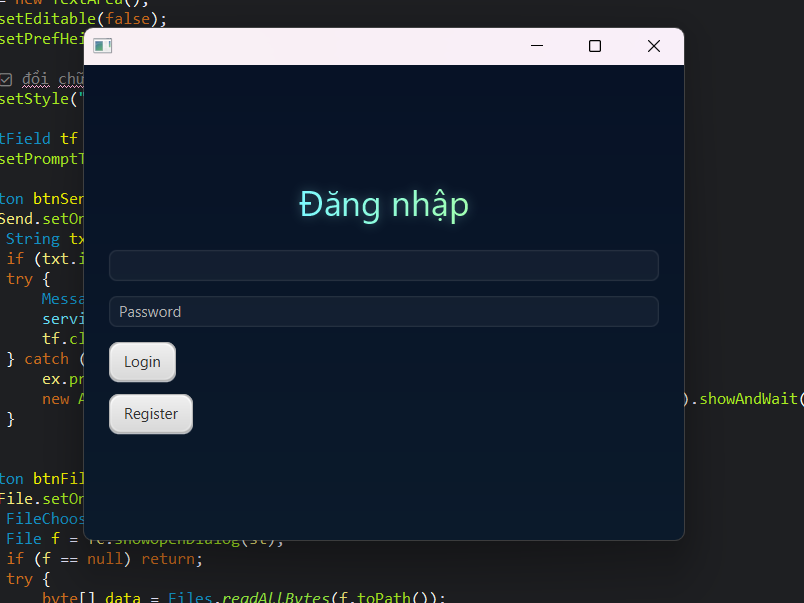 = new TextArea();
setEditable(false);
setPrefHei
đổi chữ
setStyle("
tField tf
setPromptT
ton btnSen
Send.setOn
String tx
if (txt.i
try {
Messa
servi
tf.cl
} catch (
ex.pr
new A
).showAndWait(
}
ton btnFil
File.setOn
FileChoos
File f = fc.showOpenDialog(st);
if (f == null) return;
try {
byte[] data = Files.readAllBytes(f.toPath());
Đăng nhập
Password
Login
Register